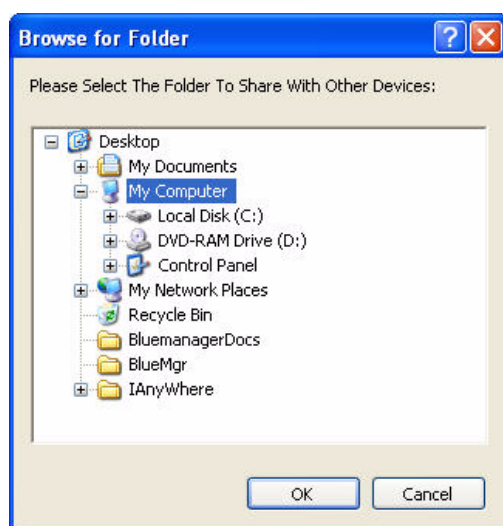 Browse for Folder
Please Select The Folder To Share With Other Devices:
Desktop
My Documents
My Computer
Local Disk (C:)
DVD-RAM Drive (D:)
Control Panel
My Network Places
Recycle Bin
BluemanagerDocs
BlueMgr
IAnyWhere
OK Cancel